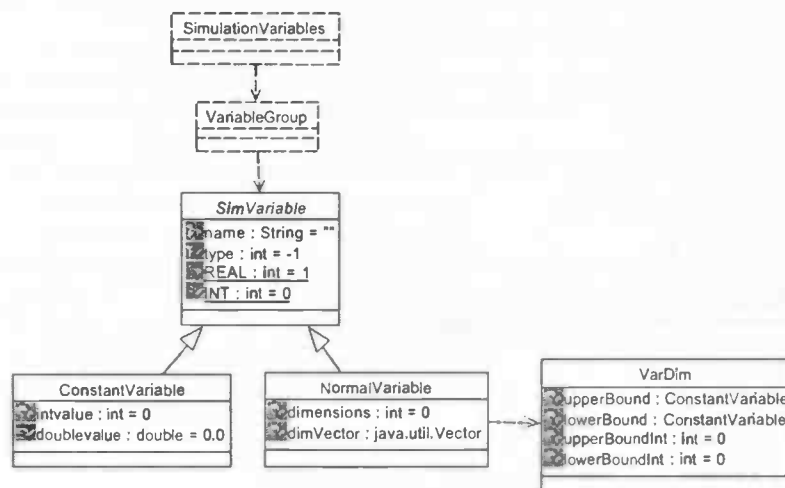 SimulationVariables
VariableGroup
SimVariable
name : String = ""
type : int = -1
REAL : int = 1
INT : int = 0
ConstantVariable
intvalue : int = 0
doublevalue : double = 0.0
NormalVariable
dimensions : int = 0
dimVector : java.util.Vector
VarDim
upperBound : ConstantVariable
lowerBound : ConstantVariable
upperBoundInt : int = 0
lowerBoundInt : int = 0